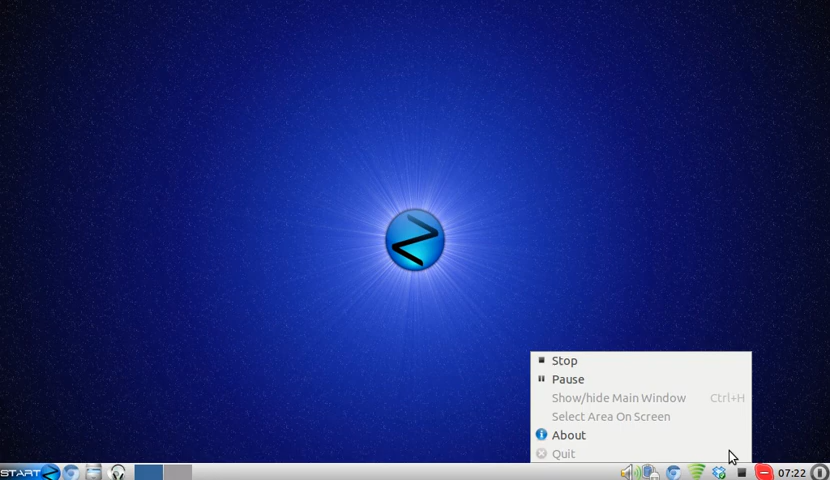 Stop
Pause
Show/hide Main Window Ctrl+H
Select Area On Screen
About
Quit
START 07:22